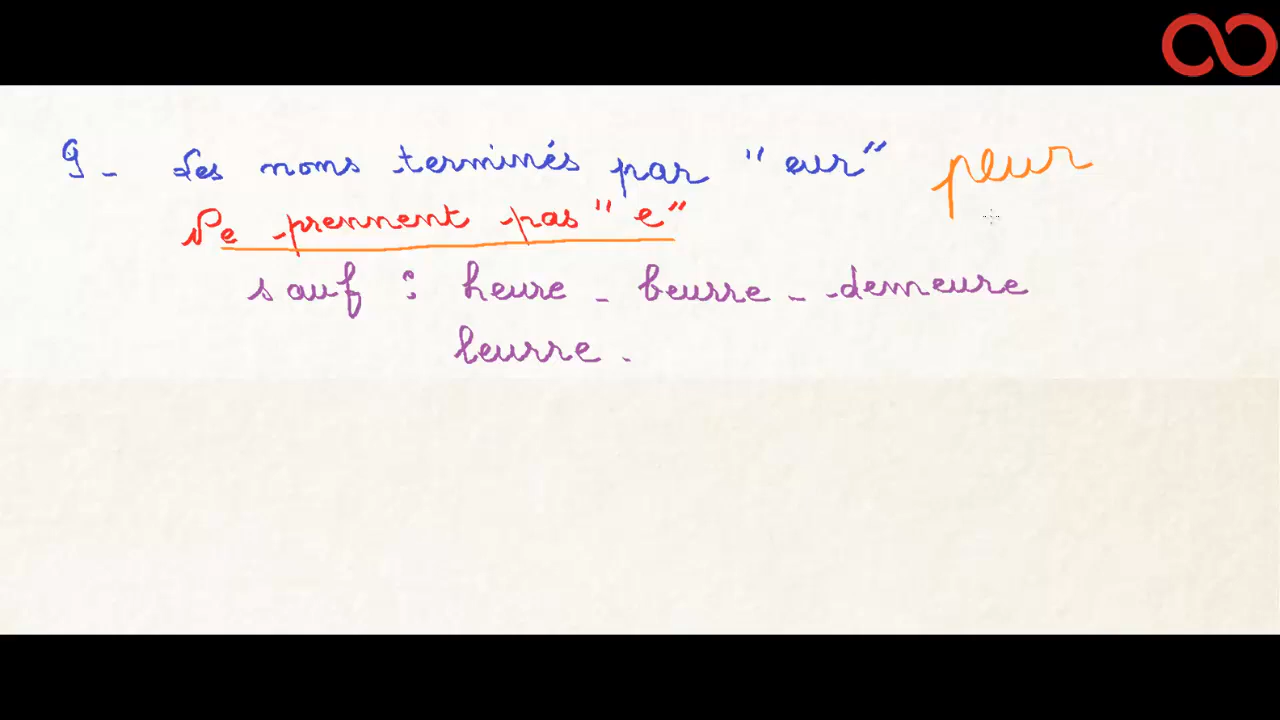 9- Les noms terminés par "eur" peur
Ne prennent pas "e"
sauf : heure - beurre - demeure
leurre.